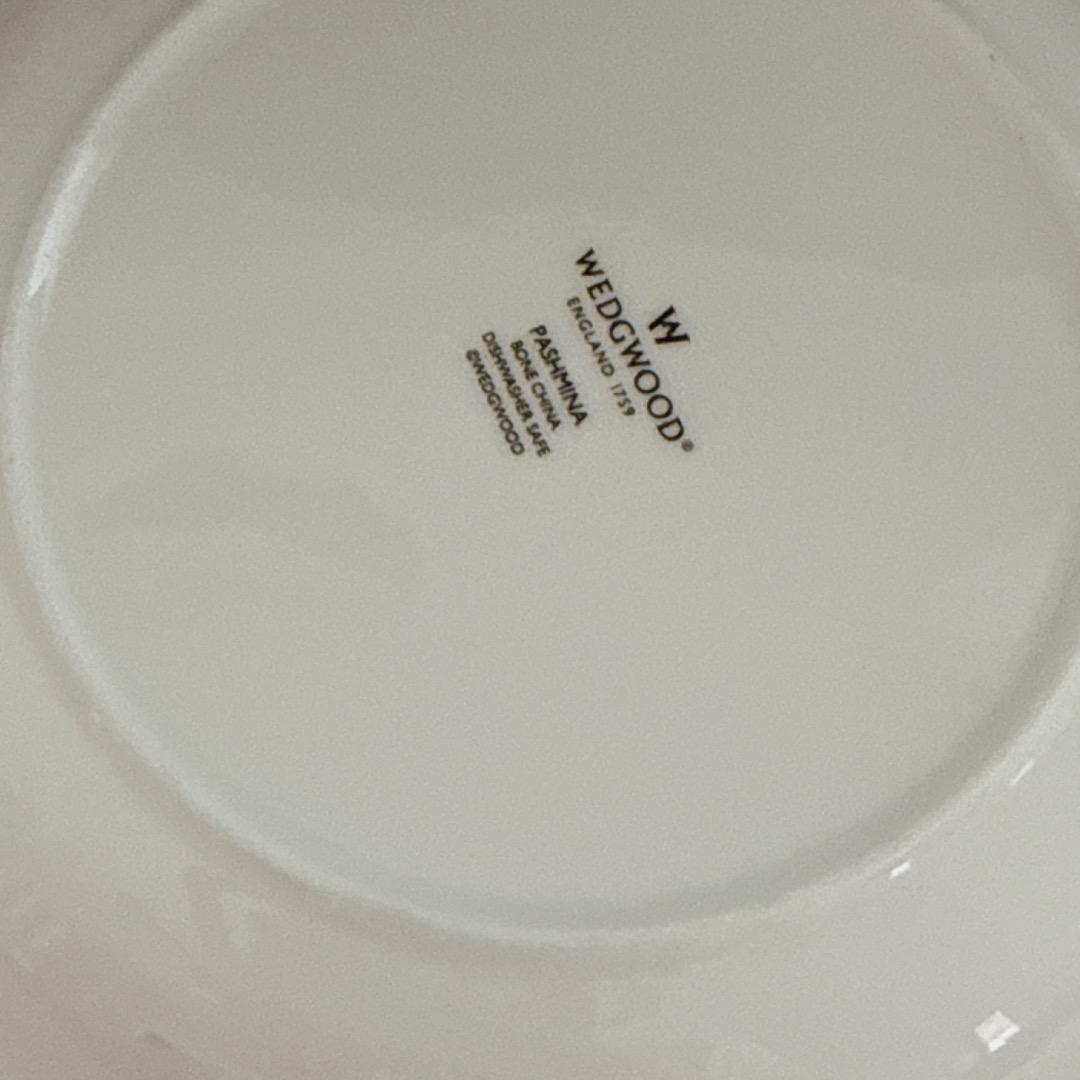 W
WEDGWOOD®
ENGLAND 1759
PASHMINA
BONE CHINA
DISHWASHER SAFE
©WEDGWOOD